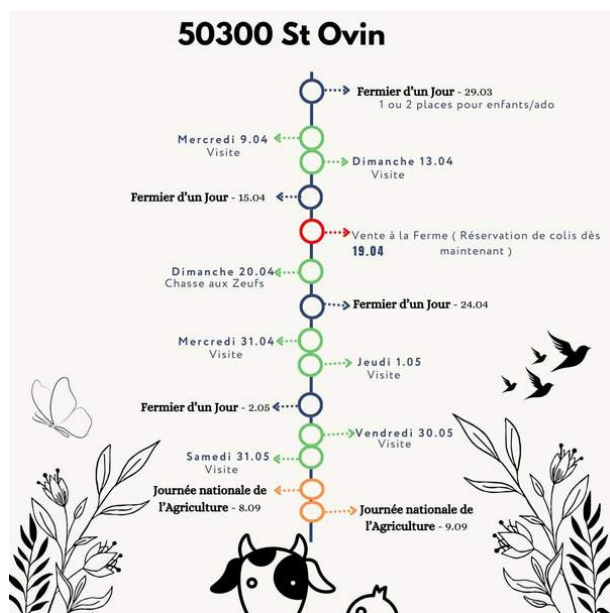 50300 St Ovin
Fermier d'un Jour - 29.03
1 ou 2 places pour enfants/ado
Mercredi 9.04
Visite
Dimanche 13.04
Visite
Fermier d'un Jour - 15.04
Vente à la Ferme ( Réservation de colis dès
19.04 maintenant )
Dimanche 20.04
Chasse aux Zeufs
Fermier d'un Jour - 24.04
Mercredi 31.04
Visite
Jeudi 1.05
Visite
Fermier d'un Jour - 2.05
Vendredi 30.05
Visite
Samedi 31.05
Visite
Journée nationale de
l'Agriculture - 8.09
Journée nationale de
l'Agriculture - 9.09